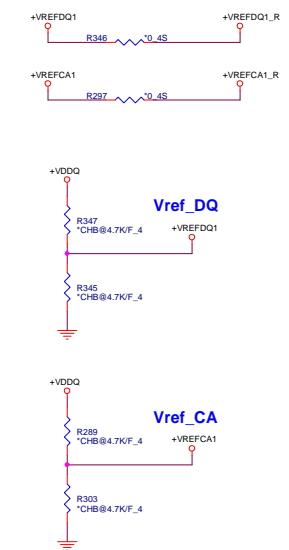 +VREFDQ1 +VREFDQ1_R
R346 *0_4S
+VREFCA1 +VREFCA1_R
R297 *0_4S
+VDDQ
Vref_DQ
R347
*CHB@4.7K/F_4
+VREFDQ1
R345
*CHB@4.7K/F_4
+VDDQ
Vref_CA
R289
*CHB@4.7K/F_4
+VREFCA1
R303
*CHB@4.7K/F_4